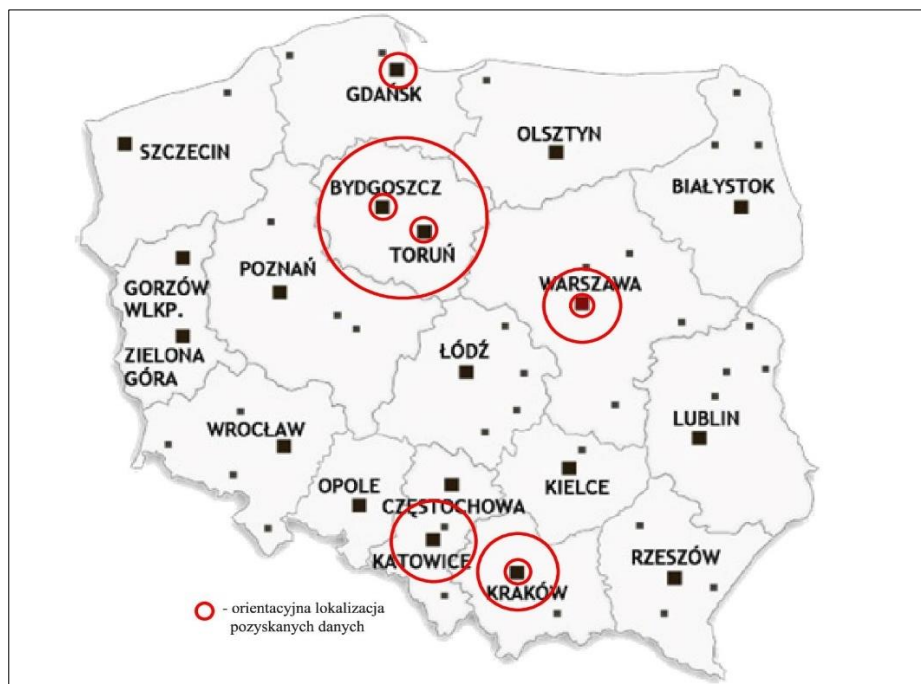 GDAŃSK
OLSZTYN
SZCZECIN
BYDGOSZCZ
BIAŁYSTOK
TORUŃ
POZNAŃ
GORZÓW
WLKP.
WARSZAWA
ZIELONA
GÓRA
ŁÓDŹ
LUBLIN
WROCŁAW
OPOLE
KIELCE
CZĘSTOCHOWA
KATOWICE
RZESZÓW
KRAKÓW
- orientacyjna lokalizacja
pozyskanych danych